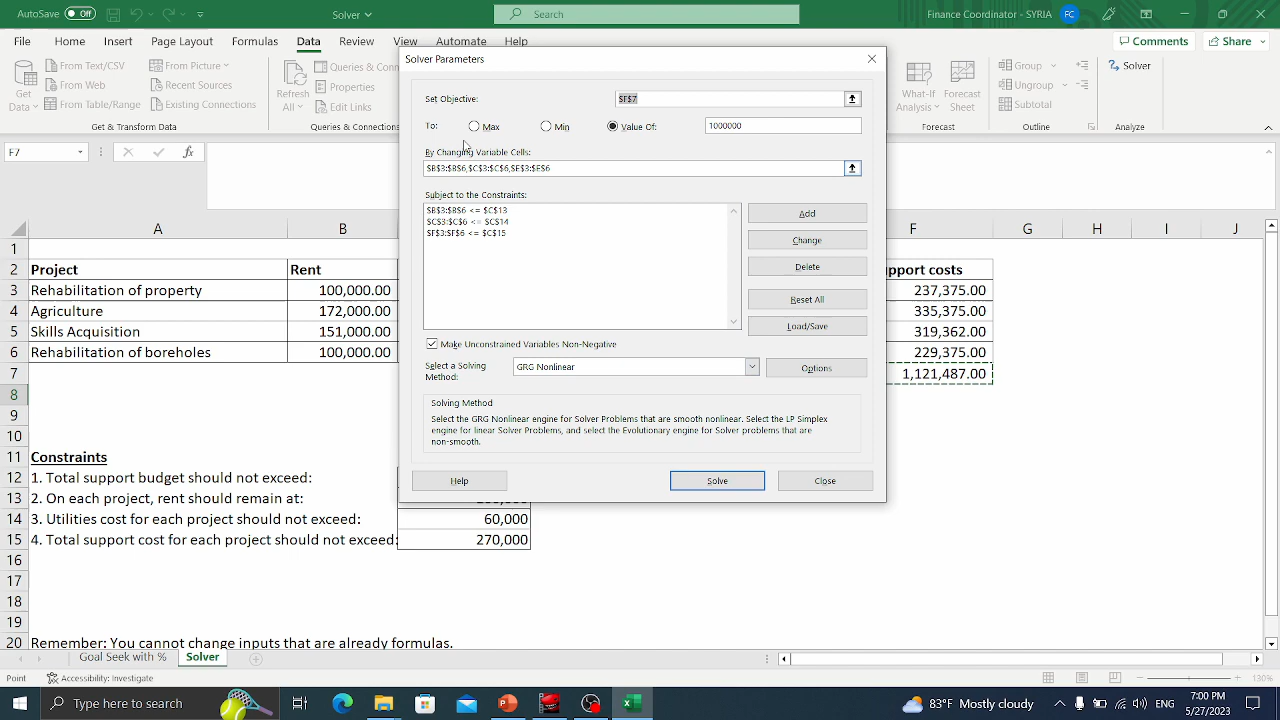 AutoSave Off Solver Search Finance Coordinator - SYRIA FC
File Home Insert Page Layout Formulas Data Review View Automate Help Comments Share
Get Data
From Text/CSV
From Web
From Table/Range
From Picture
Recent Sources
Existing Connections
Get & Transform Data
Refresh All
Queries & Conn
Properties
Edit Links
Queries & Connections
What-If Analysis
Forecast Sheet
Forecast
Group
Ungroup
Subtotal
Outline
Solver
Analyze
F7 fx
Solver Parameters
Set Objective: $F$7
To: Max Min Value Of: 1000000
By Changing Variable Cells:
$B$3:$B$6,$C$3:$C$6,$E$3:$E$6
Subject to the Constraints:
$B$3:$B$6 <= $C$13
$C$3:$C$6 <= $C$14
$F$3:$F$6 <= $C$15
Add
Change
Delete
Reset All
Load/Save
Make Unconstrained Variables Non-Negative
Select a Solving Method: GRG Nonlinear Options
Solving Method
Select the GRG Nonlinear engine for Solver Problems that are smooth nonlinear. Select the LP Simplex
engine for linear Solver Problems, and select the Evolutionary engine for Solver problems that are
non-smooth.
Help Solve Close
A B F G H I J
1
2 Project Rent pport costs
3 Rehabilitation of property 100,000.00 237,375.00
4 Agriculture 172,000.00 335,375.00
5 Skills Acquisition 151,000.00 319,362.00
6 Rehabilitation of boreholes 100,000.00 229,375.00
7 1,121,487.00
8
9
10
11 Constraints
12 1. Total support budget should not exceed:
13 2. On each project, rent should remain at:
14 3. Utilities cost for each project should not exceed: 60,000
15 4. Total support cost for each project should not exceed: 270,000
16
17
18
19
20 Remember: You cannot change inputs that are already formulas.
Goal Seek with % Solver
Point Accessibility: Investigate 130%
Type here to search 83°F Mostly cloudy ENG 7:00 PM
5/27/2023